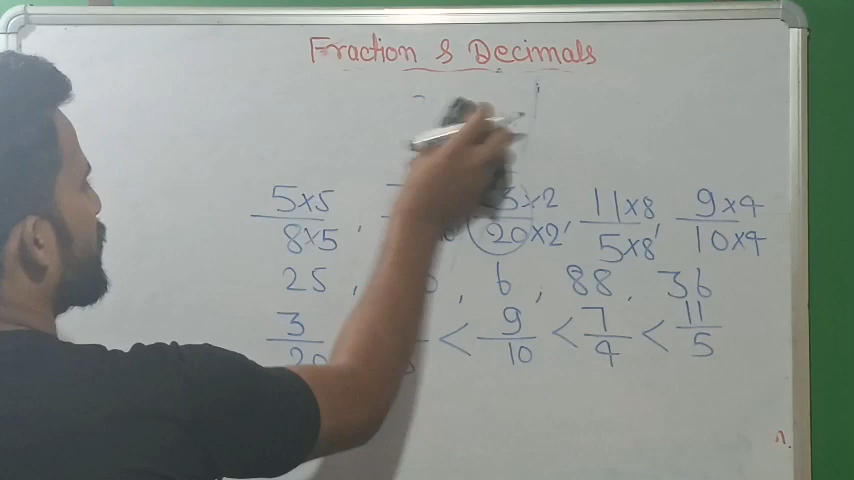 Fraction & Decimals
5×5/8×5 , 3×2/20×2 , 11×8/5×8 , 9×4/10×4
25 , 6 , 88 , 36
3/20 < 9/10 < 7/4 < 11/5